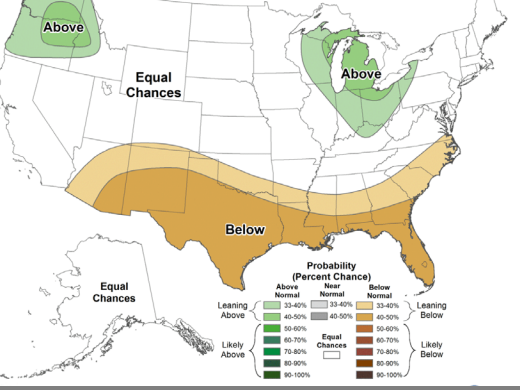 Above
Equal
Chances
Above
Below
Equal
Chances
Probability
(Percent Chance)
Above
Normal
Near
Normal
Below
Normal
Leaning
Above
33-40%
33-40%
33-40%
Leaning
Below
40-50%
40-50%
40-50%
Likely
Above
50-60%
50-60%
Likely
Below
60-70%
60-70%
Equal
Chances
70-80%
70-80%
80-90%
80-90%
90-100%
90-100%